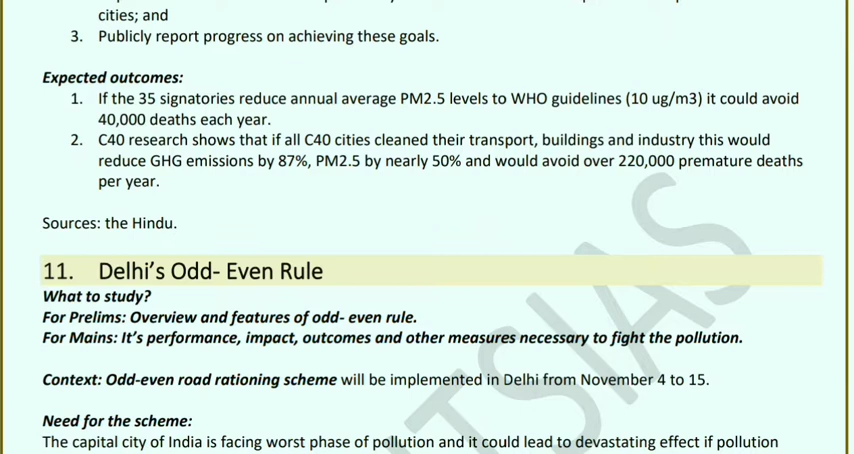 cities; and
3. Publicly report progress on achieving these goals.
Expected outcomes:
1. If the 35 signatories reduce annual average PM2.5 levels to WHO guidelines (10 ug/m3) it could avoid
40,000 deaths each year.
2. C40 research shows that if all C40 cities cleaned their transport, buildings and industry this would
reduce GHG emissions by 87%, PM2.5 by nearly 50% and would avoid over 220,000 premature deaths
per year.
Sources: the Hindu.
11. Delhi's Odd- Even Rule
What to study?
For Prelims: Overview and features of odd- even rule.
For Mains: It's performance, impact, outcomes and other measures necessary to fight the pollution.
Context: Odd-even road rationing scheme will be implemented in Delhi from November 4 to 15.
Need for the scheme:
The capital city of India is facing worst phase of pollution and it could lead to devastating effect if pollution
NTSIAS